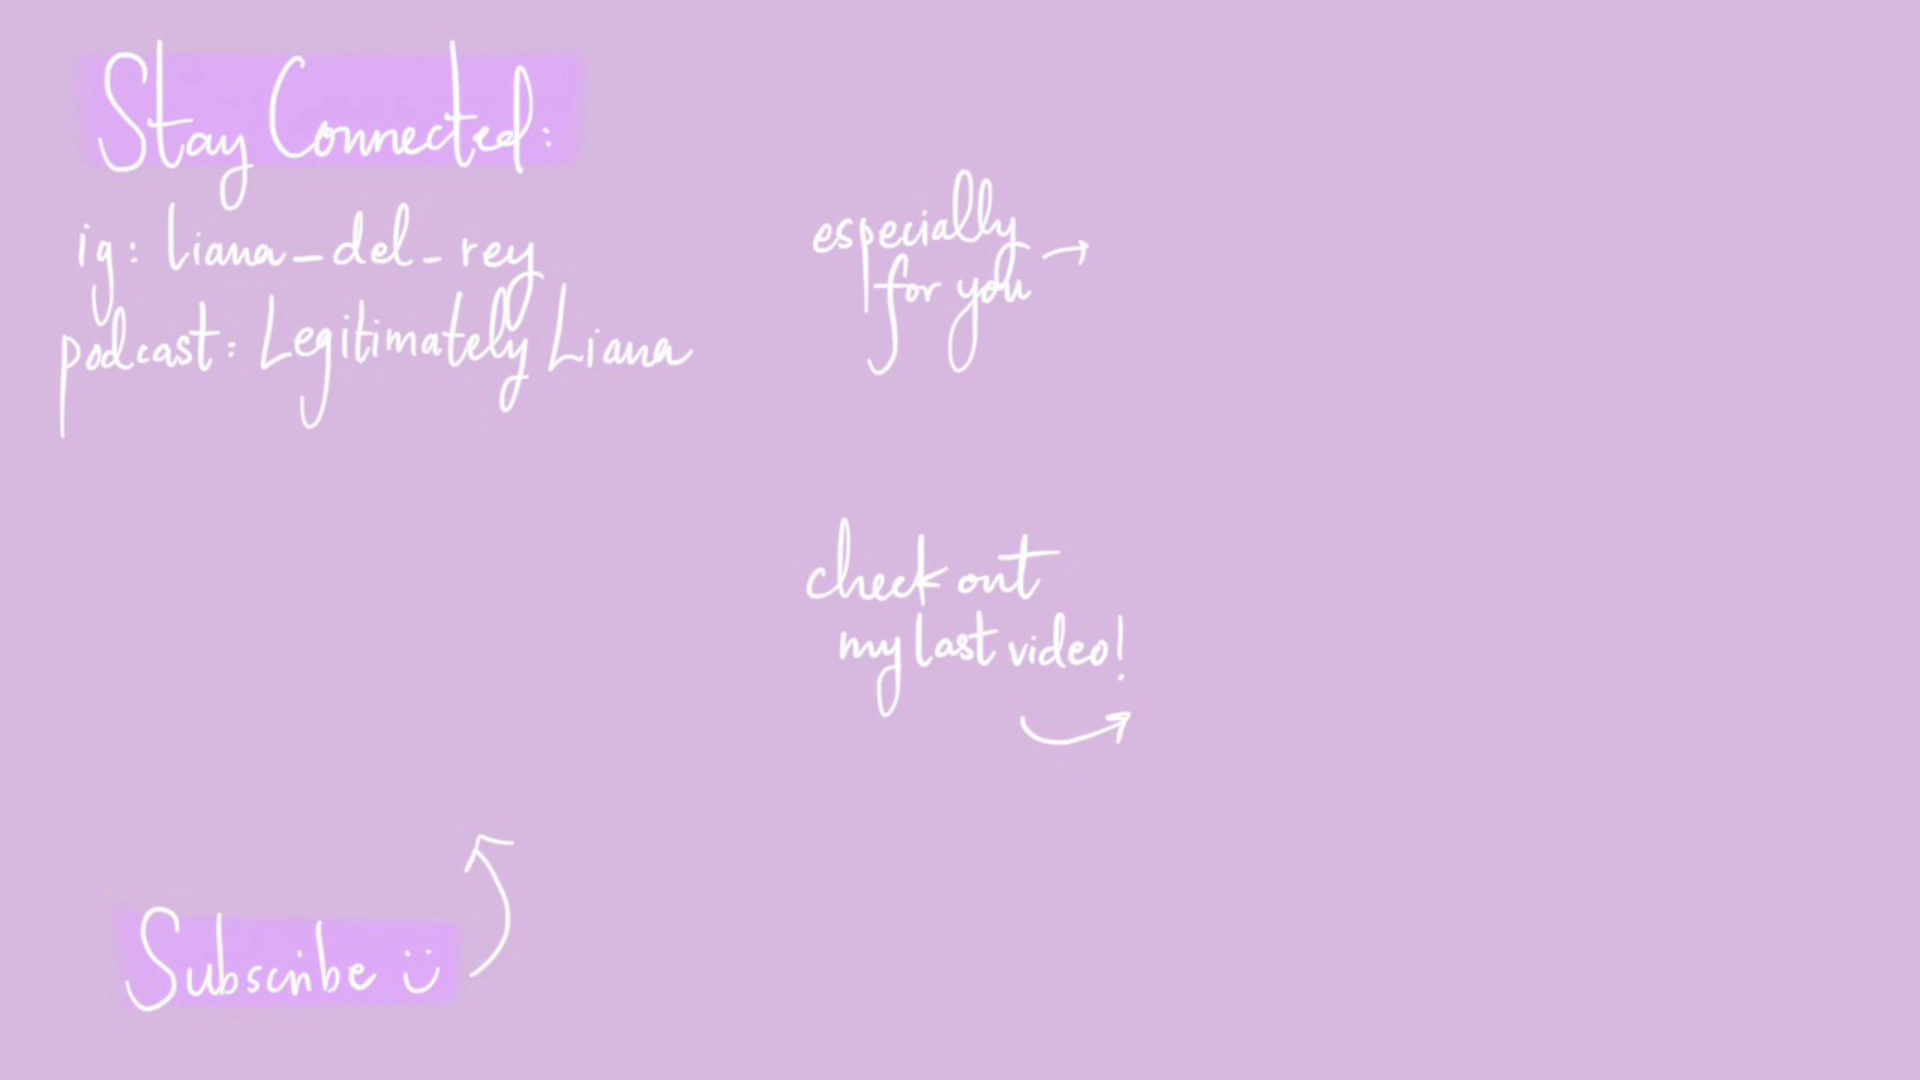 Stay Connected:
ig: liana_del_rey
podcast: Legitimately Liana
especially
for you
check out
my last video!
Subscribe